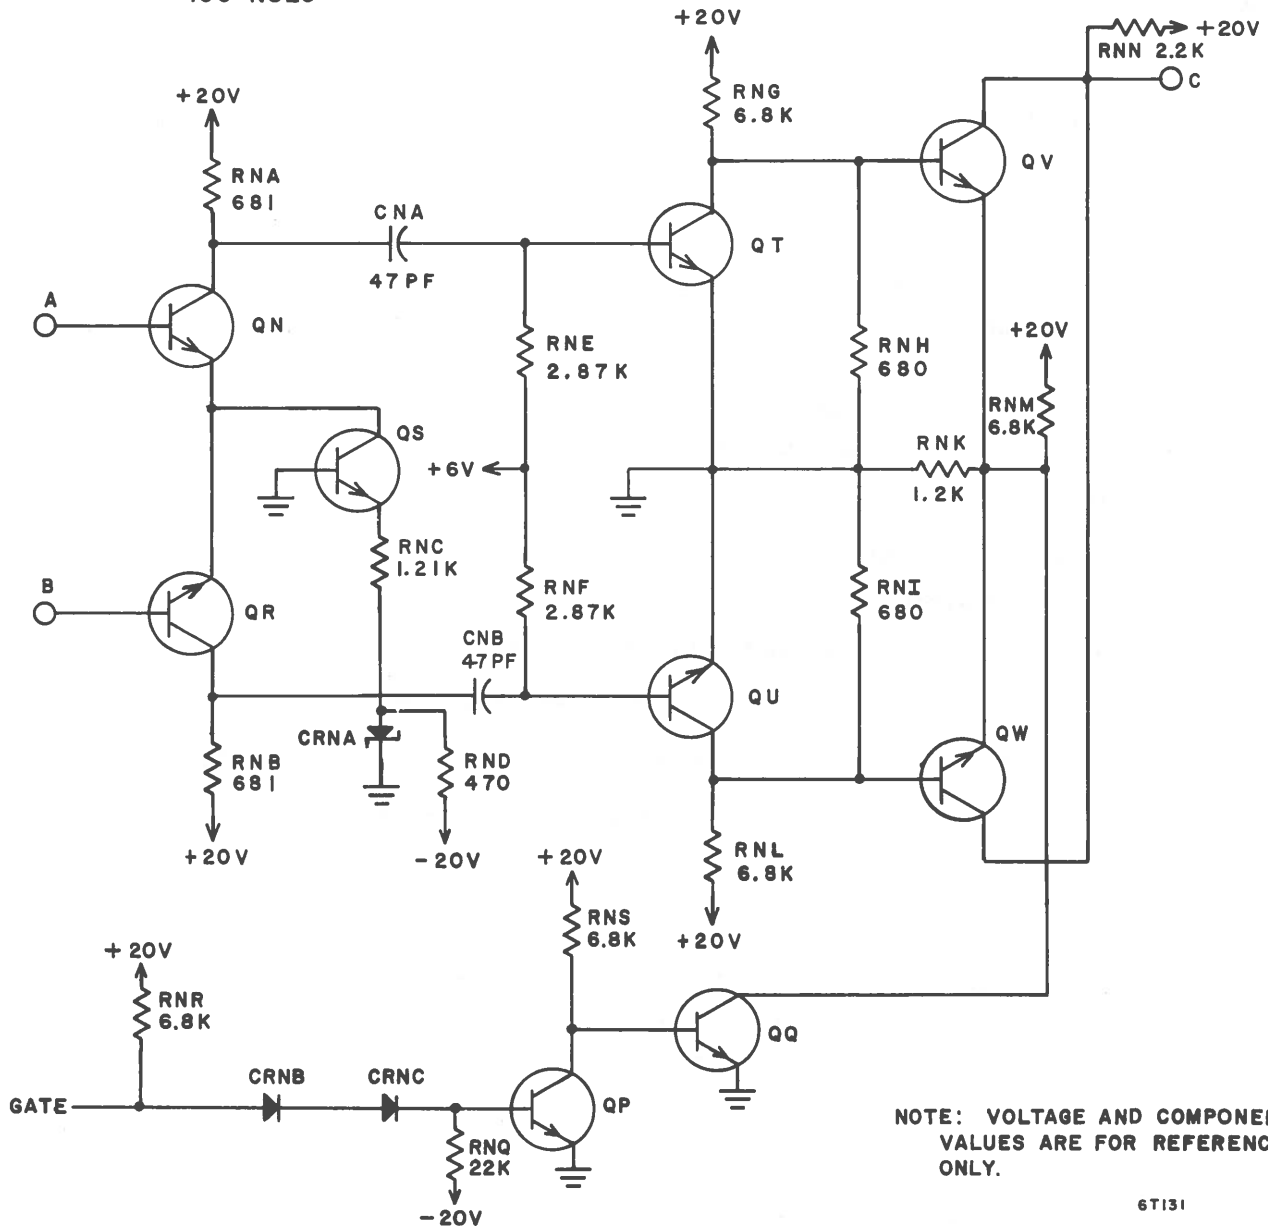 +20V
+20V
RNN 2.2K
C
RNG
6.8K
+20V
RNA
681
QV
CNA
47PF
QT
A
QN
RNE
2.87K
RNH
680
+20V
RNM
6.8K
QS
+6V
RNK
1.2K
RNC
1.21K
B
QR
RNF
2.87K
RNI
680
CNB
47PF
QU
CRNA
RNB
681
RND
470
QW
+20V
-20V
+20V
RNL
6.8K
RNS
6.8K
+20V
+20V
RNR
6.8K
QQ
GATE
CRNB
CRNC
QP
RNQ
22K
-20V
NOTE: VOLTAGE AND COMPONE
VALUES ARE FOR REFERENC
ONLY.
6T131